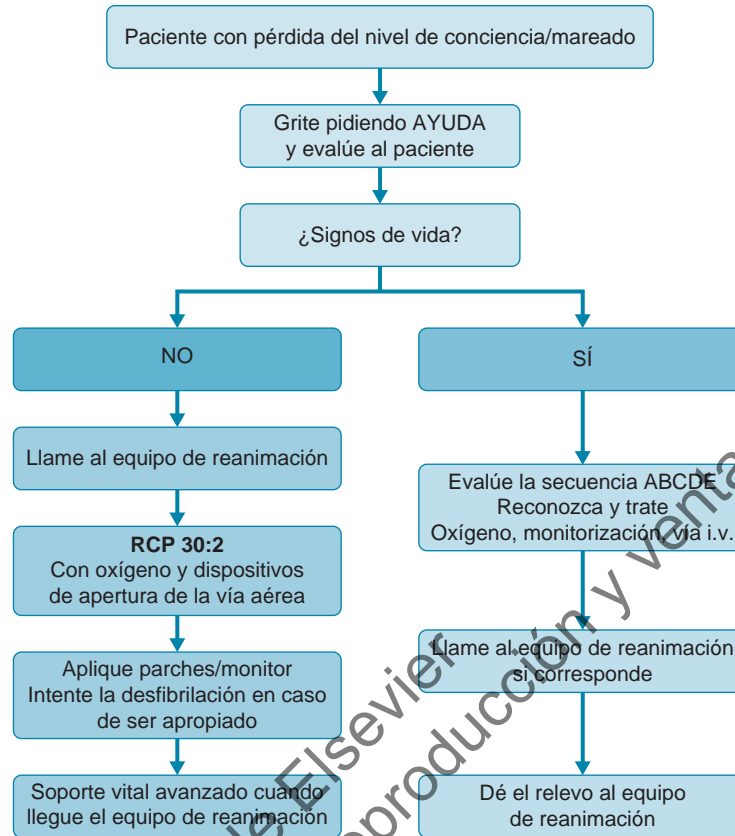 Paciente con pérdida del nivel de conciencia/mareado
Grite pidiendo AYUDA
y evalúe al paciente
¿Signos de vida?
NO
Llame al equipo de reanimación
RCP 30:2
Con oxígeno y dispositivos
de apertura de la vía aérea
Aplique parches/monitor
Intente la desfibrilación en caso
de ser apropiado
Soporte vital avanzado cuando
llegue el equipo de reanimación
SÍ
Evalúe la secuencia ABCDE
Reconozca y trate
Oxígeno, monitorización, vía i.v.
Llame al equipo de reanimación
si corresponde
Dé el relevo al equipo
de reanimación
de Elsevier
reproducción y venta